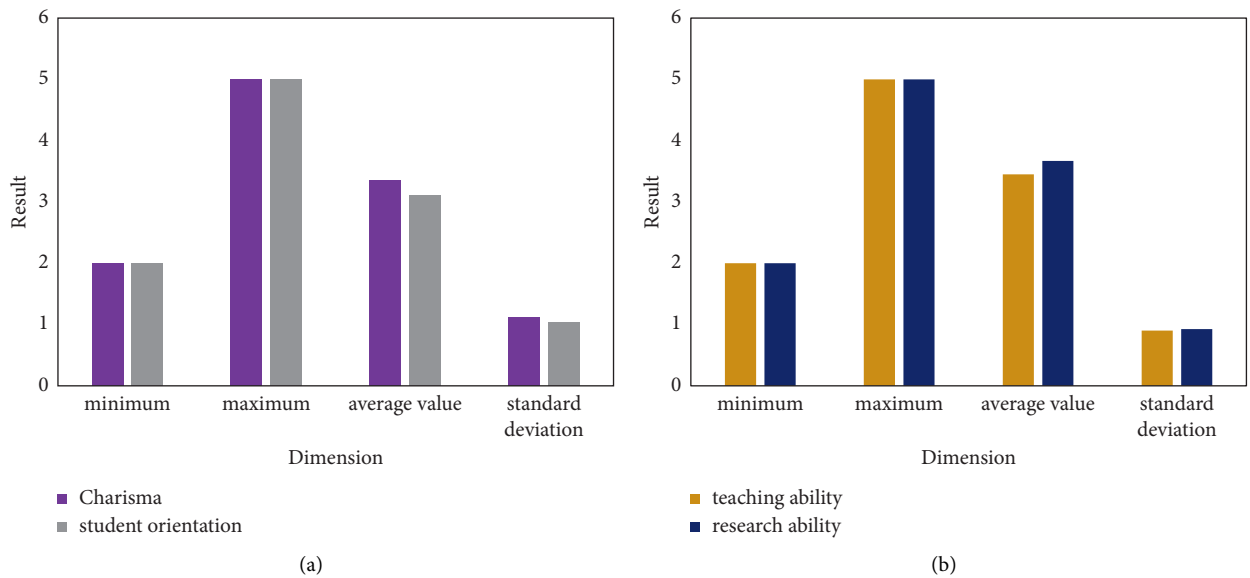 6
5
4
3
2
1
0
Result
minimum
maximum
average value
standard
deviation
Dimension
Charisma
student orientation
(a)
6
5
4
3
2
1
0
Result
minimum
maximum
average value
standard
deviation
Dimension
teaching ability
research ability
(b)